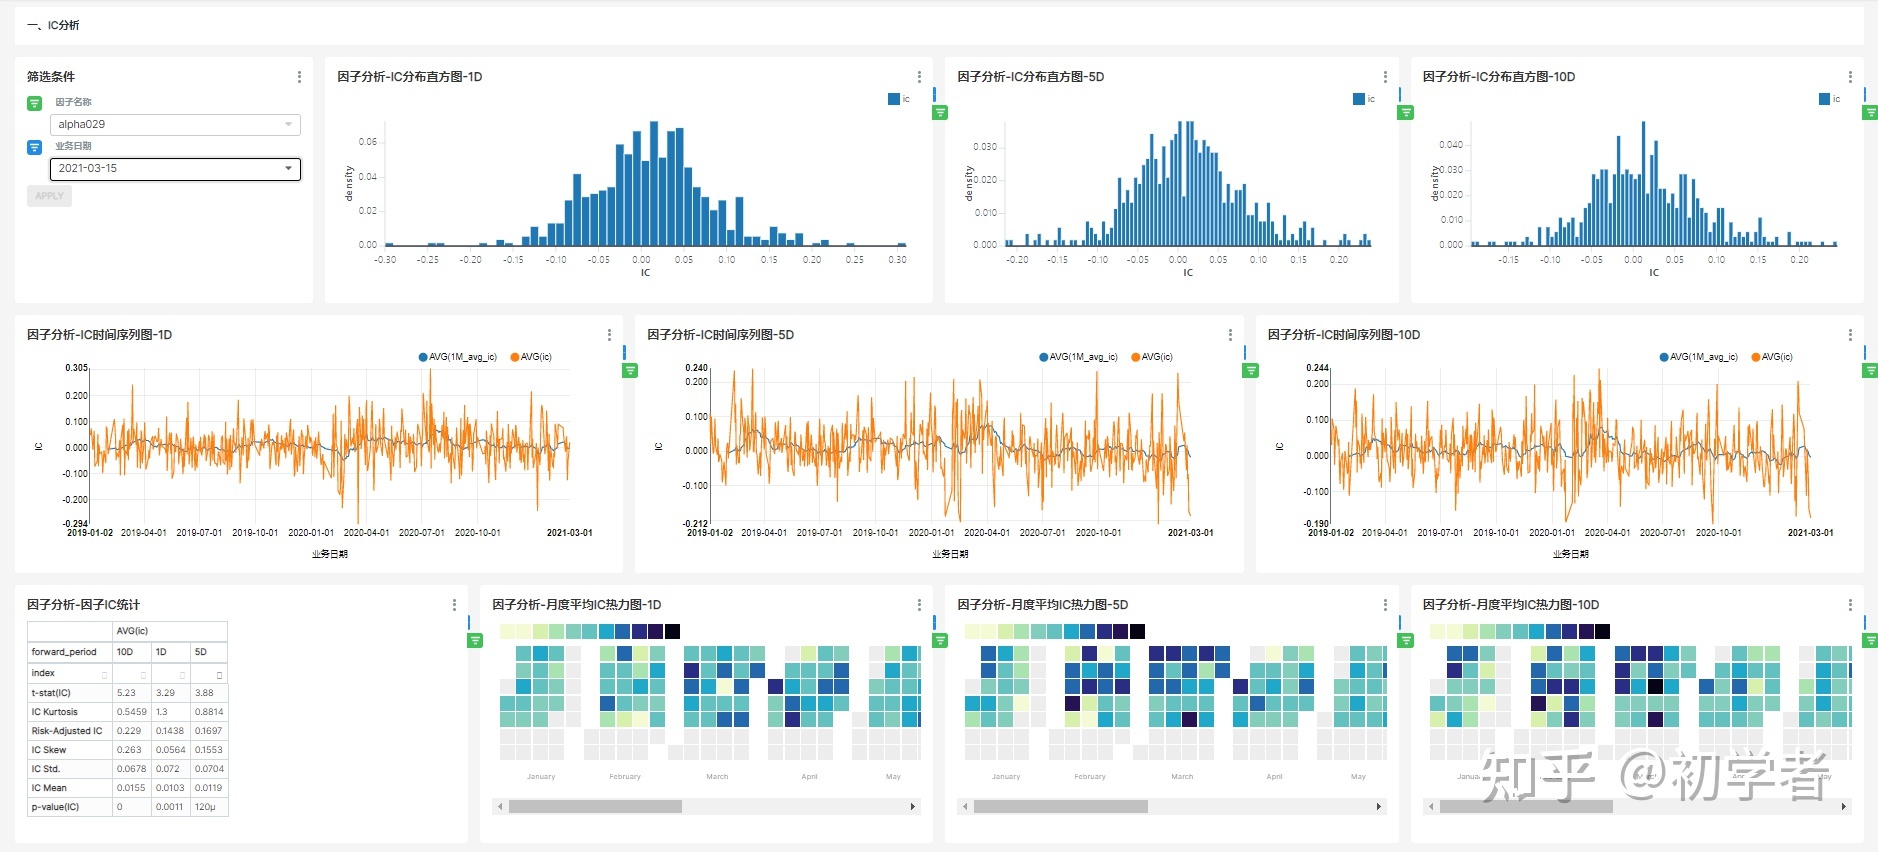 一、IC分析
筛选条件
因子名称
alpha029
业务日期
2021-03-15
APPLY
因子分析-IC分布直方图-1D
ic
density
0.06
0.04
0.02
0.00
-0.30 -0.25 -0.20 -0.15 -0.10 -0.05 0.00 0.05 0.10 0.15 0.20 0.25 0.30
IC
因子分析-IC分布直方图-5D
ic
density
0.030
0.020
0.010
0.000
-0.20 -0.15 -0.10 -0.05 0.00 0.05 0.10 0.15 0.20
IC
因子分析-IC分布直方图-10D
ic
density
0.040
0.030
0.020
0.010
0.000
-0.15 -0.10 -0.05 0.00 0.05 0.10 0.15 0.20
IC
因子分析-IC时间序列图-1D
AVG(1M_avg_ic) AVG(ic)
IC
0.305
0.200
0.100
0.000
-0.100
-0.200
-0.294
2019-01-02 2019-04-01 2019-07-01 2019-10-01 2020-01-01 2020-04-01 2020-07-01 2020-10-01 2021-03-01
业务日期
因子分析-IC时间序列图-5D
AVG(1M_avg_ic) AVG(ic)
IC
0.240
0.200
0.100
0.000
-0.100
-0.212
2019-01-02 2019-04-01 2019-07-01 2019-10-01 2020-01-01 2020-04-01 2020-07-01 2020-10-01 2021-03-01
业务日期
因子分析-IC时间序列图-10D
AVG(1M_avg_ic) AVG(ic)
IC
0.244
0.200
0.100
0.000
-0.100
-0.190
2019-01-02 2019-04-01 2019-07-01 2019-10-01 2020-01-01 2020-04-01 2020-07-01 2020-10-01 2021-03-01
业务日期
因子分析-因子IC统计
AVG(ic)
forward_period 10D 1D 5D
index
t-stat(IC) 5.23 3.29 3.88
IC Kurtosis 0.5459 1.3 0.8814
Risk-Adjusted IC 0.229 0.1438 0.1697
IC Skew 0.263 0.0564 0.1553
IC Std. 0.0678 0.072 0.0704
IC Mean 0.0155 0.0103 0.0119
p-value(IC) 0 0.0011 120µ
因子分析-月度平均IC热力图-1D
January February March April May
因子分析-月度平均IC热力图-5D
January February March April May
因子分析-月度平均IC热力图-10D
知乎 @初学者